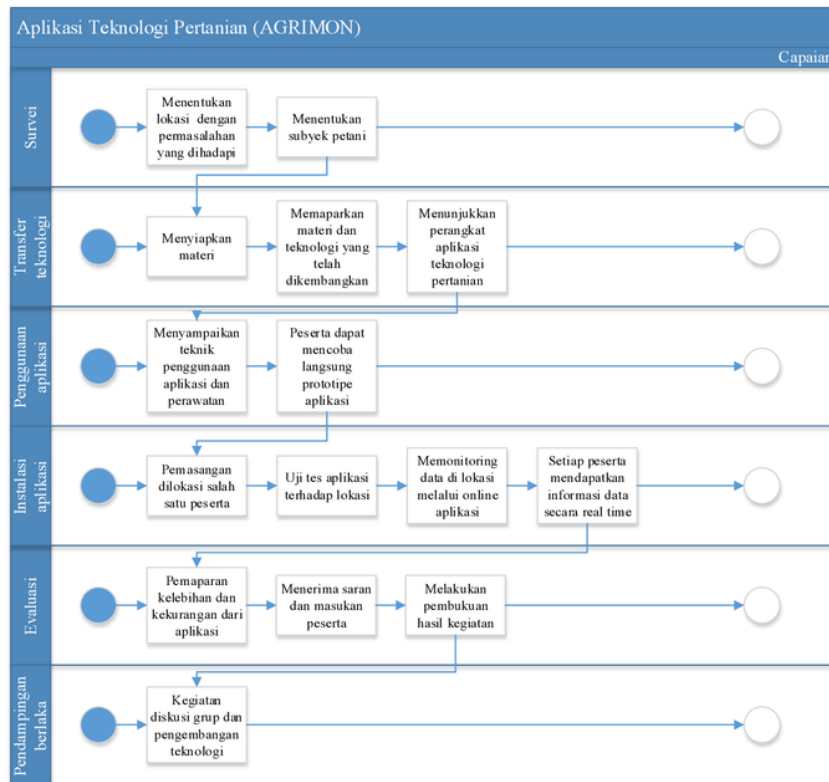 Aplikasi Teknologi Pertanian (AGRIMON)
Capaian
Survei
Menentukan
lokasi dengan
permasalahan
yang dihadapi
Menentukan
subyek petani
Transfer
teknologi
Menyiapkan
materi
Memaparkan
materi dan
teknologi yang
telah
dikembangkan
Menunjukkan
perangkat
aplikasi
teknologi
pertanian
Penggunaan
aplikasi
Menyampaikan
teknik
penggunaan
aplikasi dan
perawatan
Peserta dapat
mencoba
langsung
prototipe
aplikasi
Instalasi
aplikasi
Pemasangan
dilokasi salah
satu peserta
Uji tes aplikasi
terhadap lokasi
Memonitoring
data di lokasi
melalui online
aplikasi
Setiap peserta
mendapatkan
informasi data
secara real time
Evaluasi
Pemaparan
kelebihan dan
kekurangan dari
aplikasi
Menerima saran
dan masukan
peserta
Melakukan
pembukuan
hasil kegiatan
Pendampingan
berlaka
Kegiatan
diskusi grup dan
pengembangan
teknologi